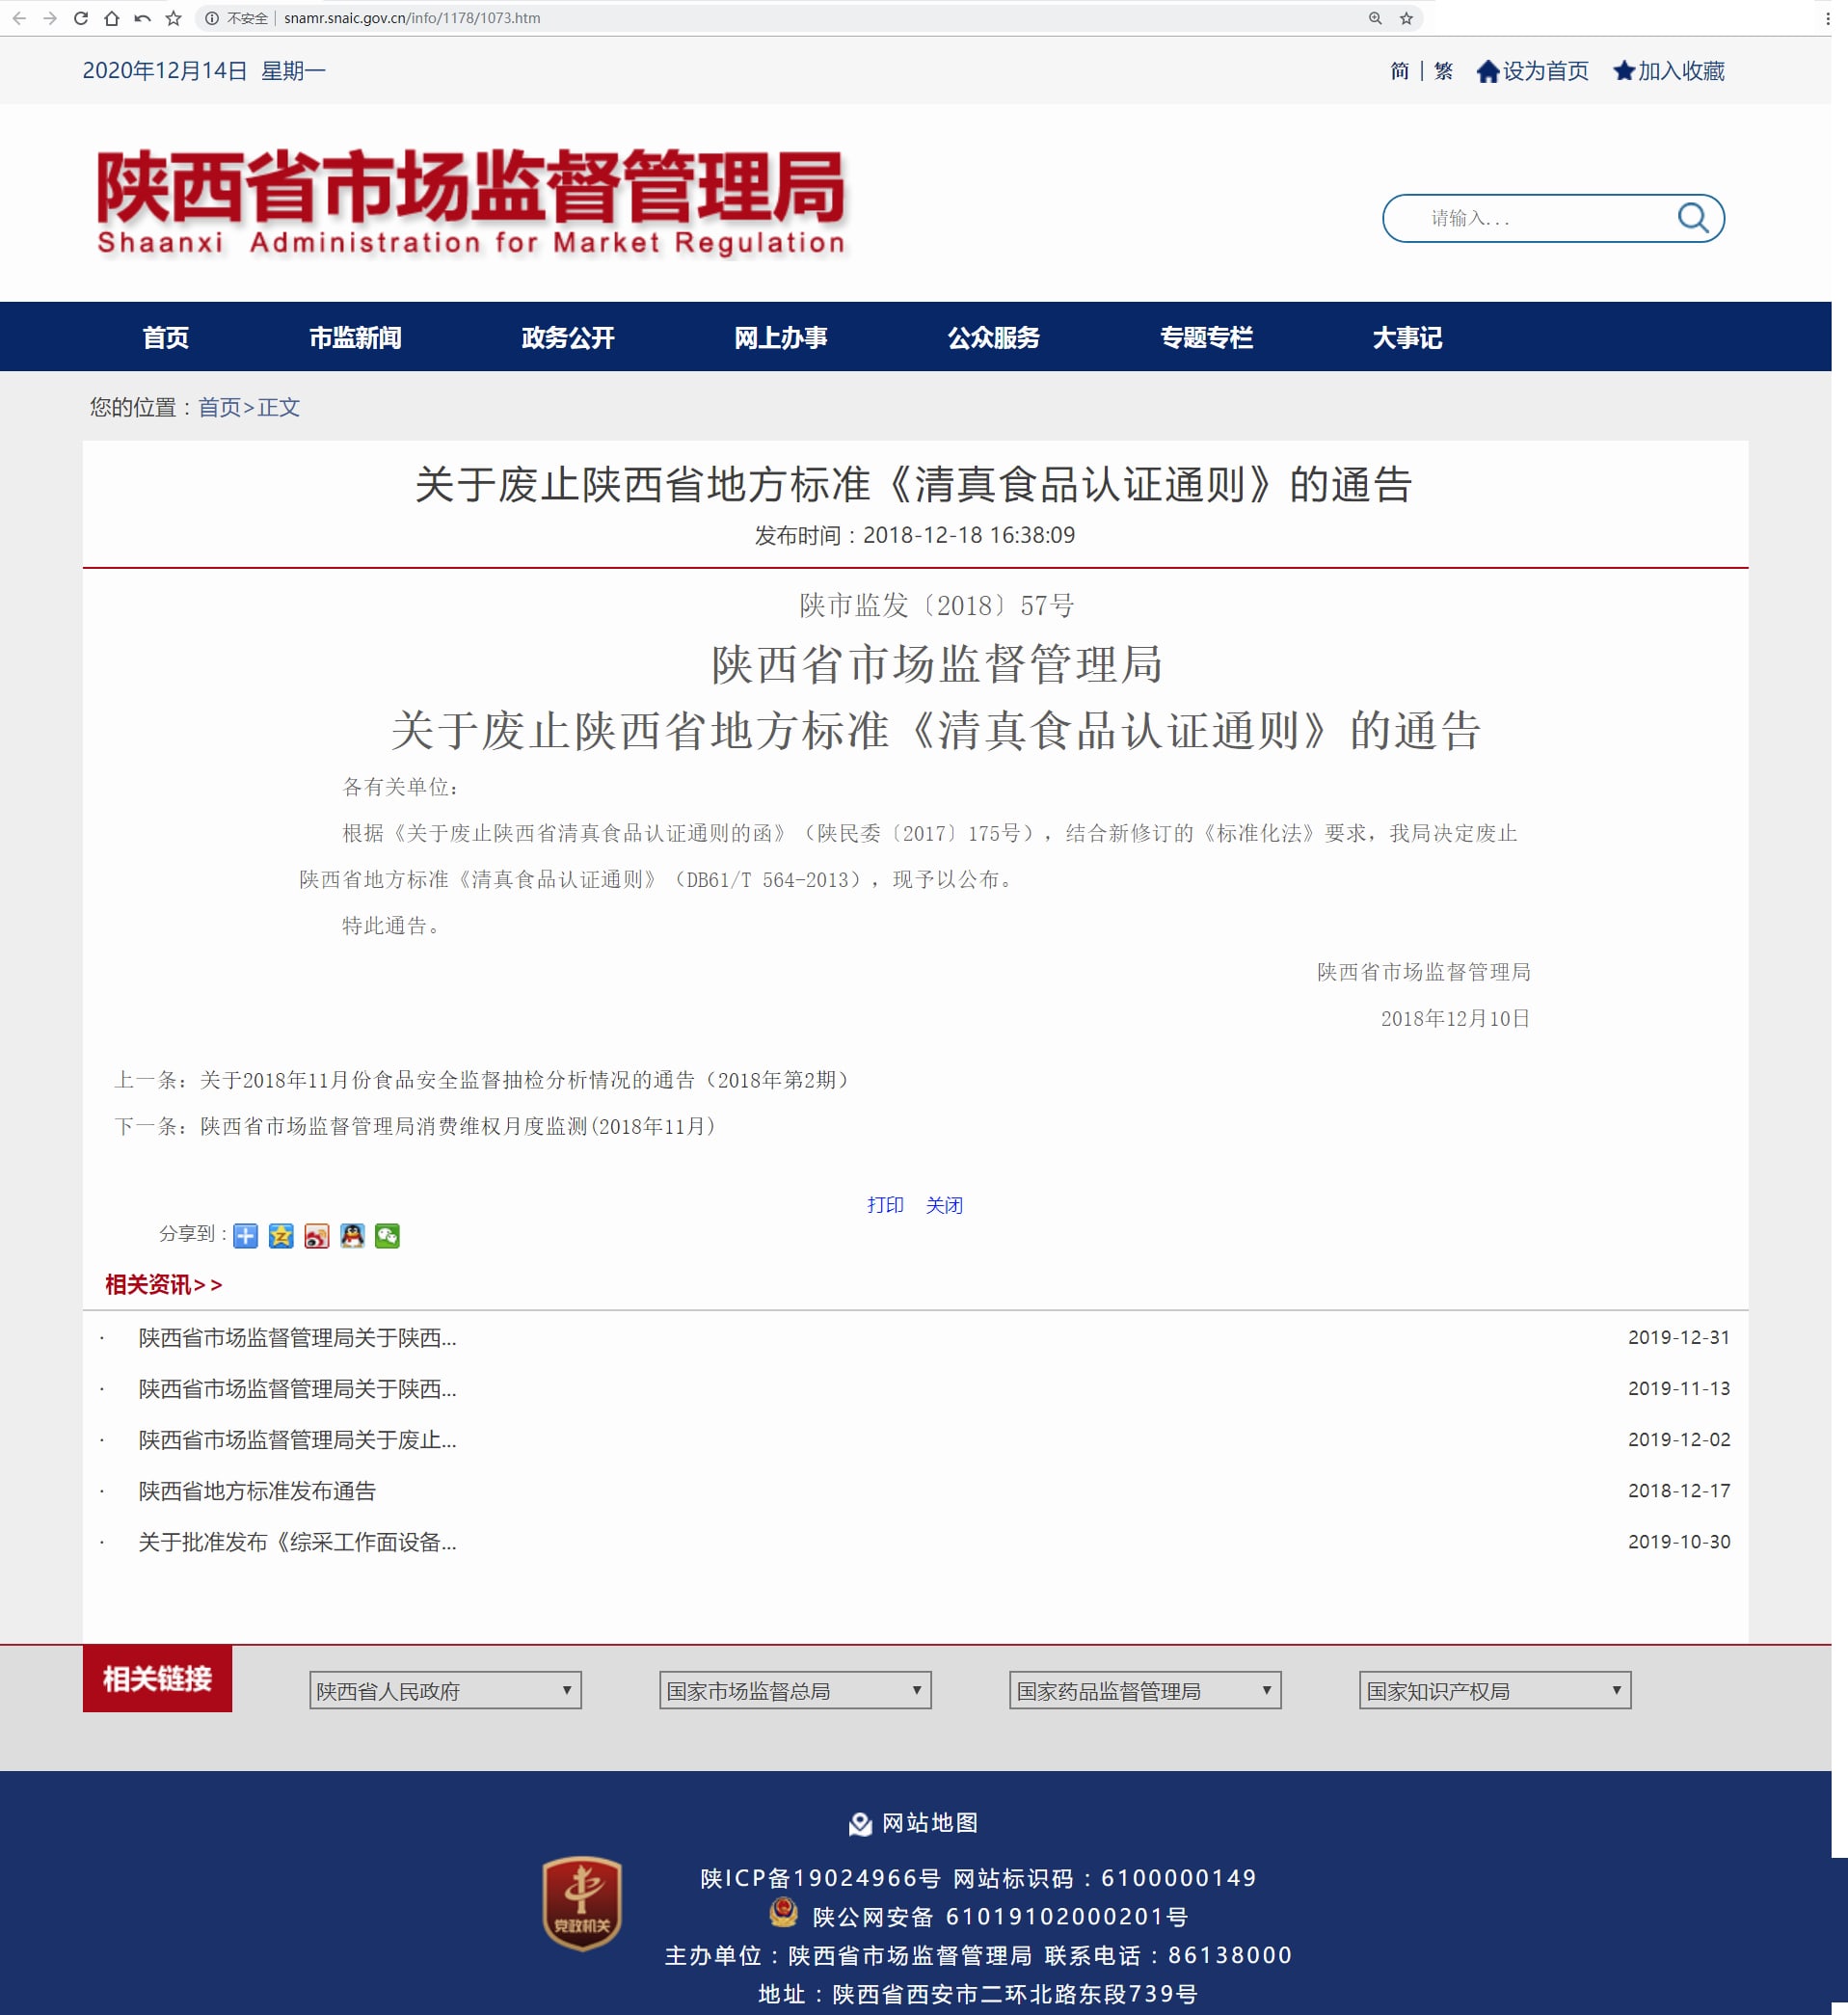 不安全 snamr.snaic.gov.cn/info/1178/1073.htm
2020年12月14日 星期一
简 | 繁 设为首页 加入收藏
陕西省市场监督管理局
Shaanxi Administration for Market Regulation
请输入...
首页 市监新闻 政务公开 网上办事 公众服务 专题专栏 大事记
您的位置：首页>正文
关于废止陕西省地方标准《清真食品认证通则》的通告
发布时间：2018-12-18 16:38:09
陕市监发〔2018〕57号
陕西省市场监督管理局
关于废止陕西省地方标准《清真食品认证通则》的通告
各有关单位：
根据《关于废止陕西省清真食品认证通则的函》（陕民委〔2017〕175号），结合新修订的《标准化法》要求，我局决定废止
陕西省地方标准《清真食品认证通则》（DB61/T 564-2013），现予以公布。
特此通告。
陕西省市场监督管理局
2018年12月10日
上一条：关于2018年11月份食品安全监督抽检分析情况的通告（2018年第2期）
下一条：陕西省市场监督管理局消费维权月度监测(2018年11月)
打印 关闭
分享到：
相关资讯>>
· 陕西省市场监督管理局关于陕西... 2019-12-31
· 陕西省市场监督管理局关于陕西... 2019-11-13
· 陕西省市场监督管理局关于废止... 2019-12-02
· 陕西省地方标准发布通告 2018-12-17
· 关于批准发布《综采工作面设备... 2019-10-30
相关链接 陕西省人民政府 国家市场监督总局 国家药品监督管理局 国家知识产权局
网站地图
陕ICP备19024966号 网站标识码：6100000149
党政机关
陕公网安备 61019102000201号
主办单位：陕西省市场监督管理局 联系电话：86138000
地址：陕西省西安市二环北路东段739号